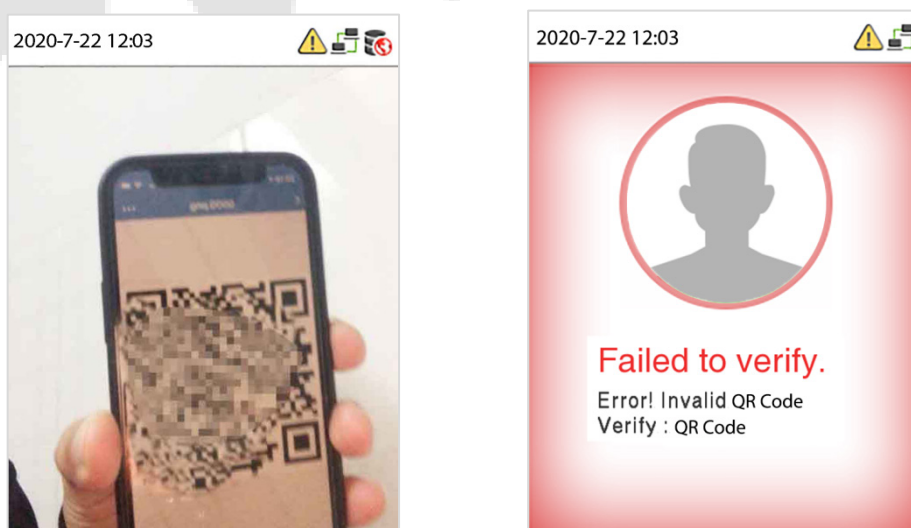 2020-7-22 12:03
2020-7-22 12:03
Failed to verify.
Error! Invalid QR Code
Verify : QR Code